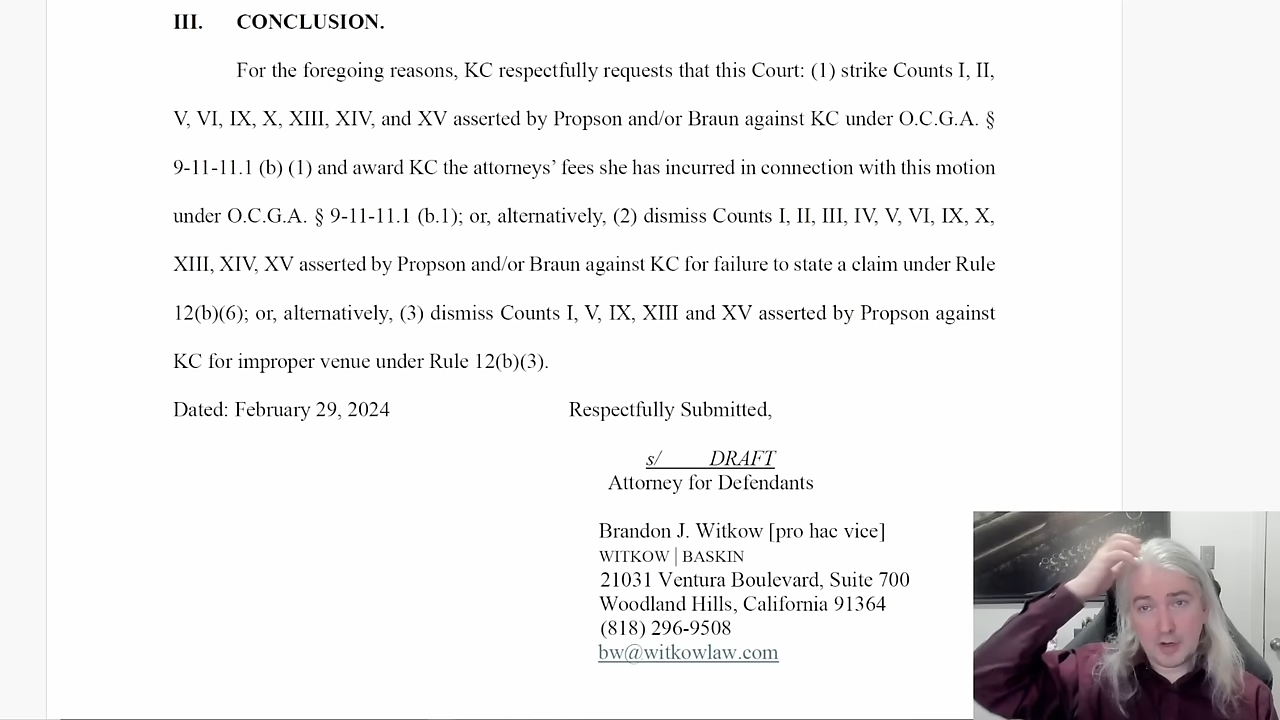 III. CONCLUSION.
For the foregoing reasons, KC respectfully requests that this Court: (1) strike Counts I, II,
V, VI, IX, X, XIII, XIV, and XV asserted by Propson and/or Braun against KC under O.C.G.A. §
9-11-11.1 (b) (1) and award KC the attorneys’ fees she has incurred in connection with this motion
under O.C.G.A. § 9-11-11.1 (b.1); or, alternatively, (2) dismiss Counts I, II, III, IV, V, VI, IX, X,
XIII, XIV, XV asserted by Propson and/or Braun against KC for failure to state a claim under Rule
12(b)(6); or, alternatively, (3) dismiss Counts I, V, IX, XIII and XV asserted by Propson against
KC for improper venue under Rule 12(b)(3).
Dated: February 29, 2024 Respectfully Submitted,
s/ DRAFT
Attorney for Defendants
Brandon J. Witkow [pro hac vice]
WITKOW | BASKIN
21031 Ventura Boulevard, Suite 700
Woodland Hills, California 91364
(818) 296-9508
bw@witkowlaw.com